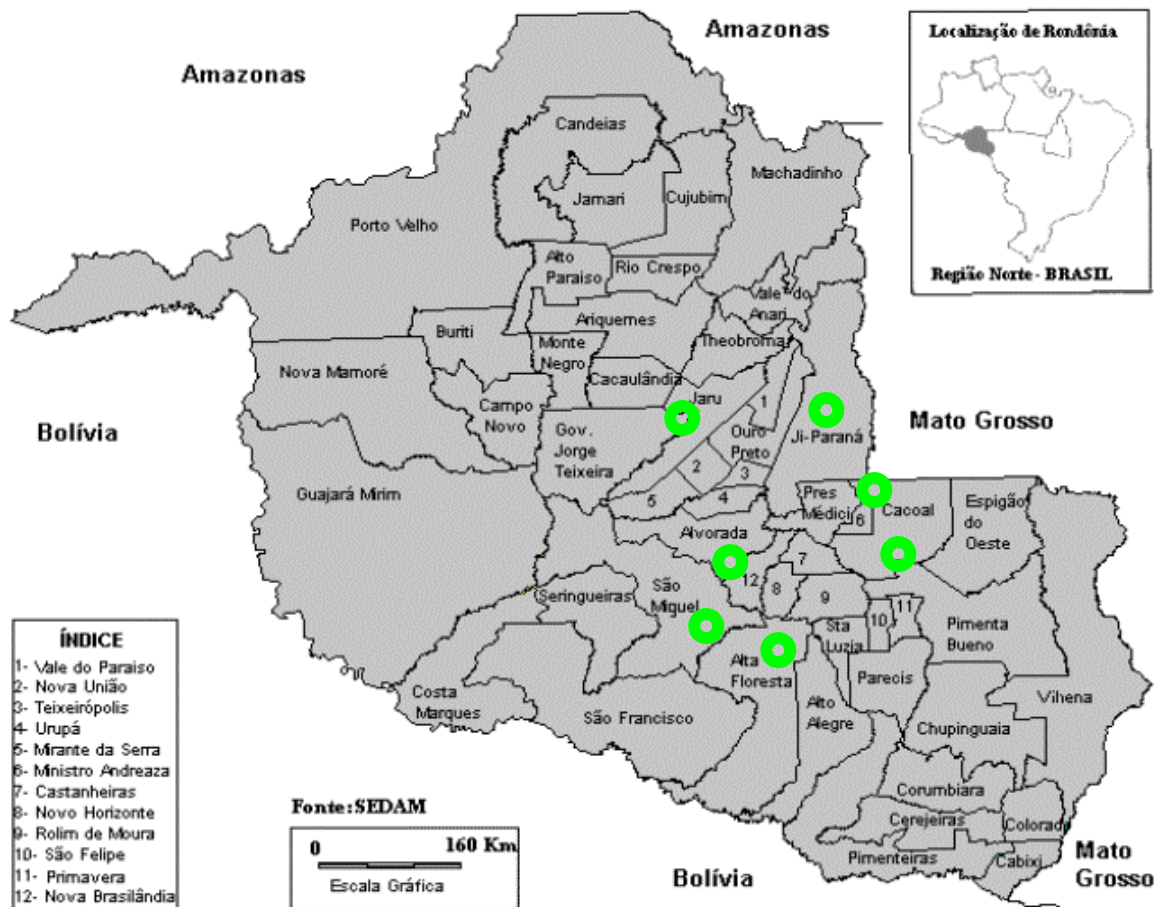 Amazonas
Amazonas
Localização de Rondônia
Região Norte - BRASIL
Candeias
Machadinho
Jamari
Cujubim
Porto Velho
Alto
Paraiso
Rio Crespo
Vale do
Anari
Ariquemes
Buriti
Monte
Negro
Theobroma
Nova Mamoré
Cacaulândia
Jaru
1
Campo
Novo
Bolívia
Gov.
Jorge
Teixeira
Ouro
Preto
Ji-Paraná
Mato Grosso
2
3
Guajará Mirim
5
4
Pres
Médici
6
Cacoal
Espigão
do
Oeste
Alvorada
7
12
8
9
São
Miguel
Seringueiras
10
11
Sta
Luzia
Pimenta
Bueno
Alta
Floresta
Parecis
Costa
Marques
São Francisco
Alto
Alegre
Vihena
Chupinguaia
Corumbiara
Cerejeiras
Colorad
Pimenteiras
Cabixi
Mato
Grosso
Bolívia
ÍNDICE
1- Vale do Paraiso
2- Nova União
3- Teixeirópolis
4- Urupá
5- Mirante da Serra
6- Ministro Andreaza
7- Castanheiras
8- Novo Horizonte
9- Rolim de Moura
10- São Felipe
11- Primavera
12- Nova Brasilândia
Fonte:SEDAM
0 160 Km
Escala Gráfica